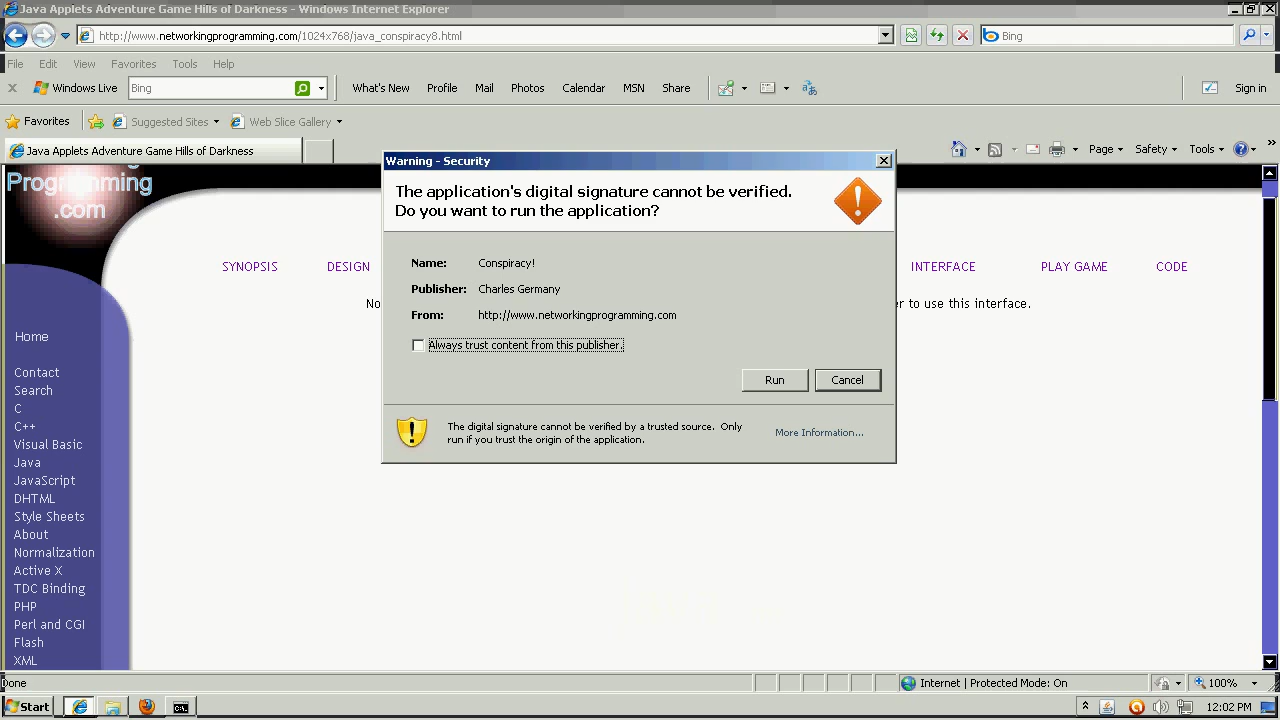 Java Applets Adventure Game Hills of Darkness - Windows Internet Explorer
http://www.networkingprogramming.com/1024x768/java_conspiracy8.html
Bing
File Edit View Favorites Tools Help
Windows Live Bing What's New Profile Mail Photos Calendar MSN Share Sign in
Favorites Suggested Sites Web Slice Gallery
Java Applets Adventure Game Hills of Darkness
Page Safety Tools
Programming
.com
SYNOPSIS DESIGN INTERFACE PLAY GAME CODE
No
er to use this interface.
Warning - Security
The application's digital signature cannot be verified.
Do you want to run the application?
Name: Conspiracy!
Publisher: Charles Germany
From: http://www.networkingprogramming.com
Always trust content from this publisher.
Run Cancel
The digital signature cannot be verified by a trusted source. Only
run if you trust the origin of the application.
More Information...
Home
Contact
Search
C
C++
Visual Basic
Java
JavaScript
DHTML
Style Sheets
About
Normalization
Active X
TDC Binding
PHP
Perl and CGI
Flash
XML
Done Internet | Protected Mode: On 100%
Start 12:02 PM